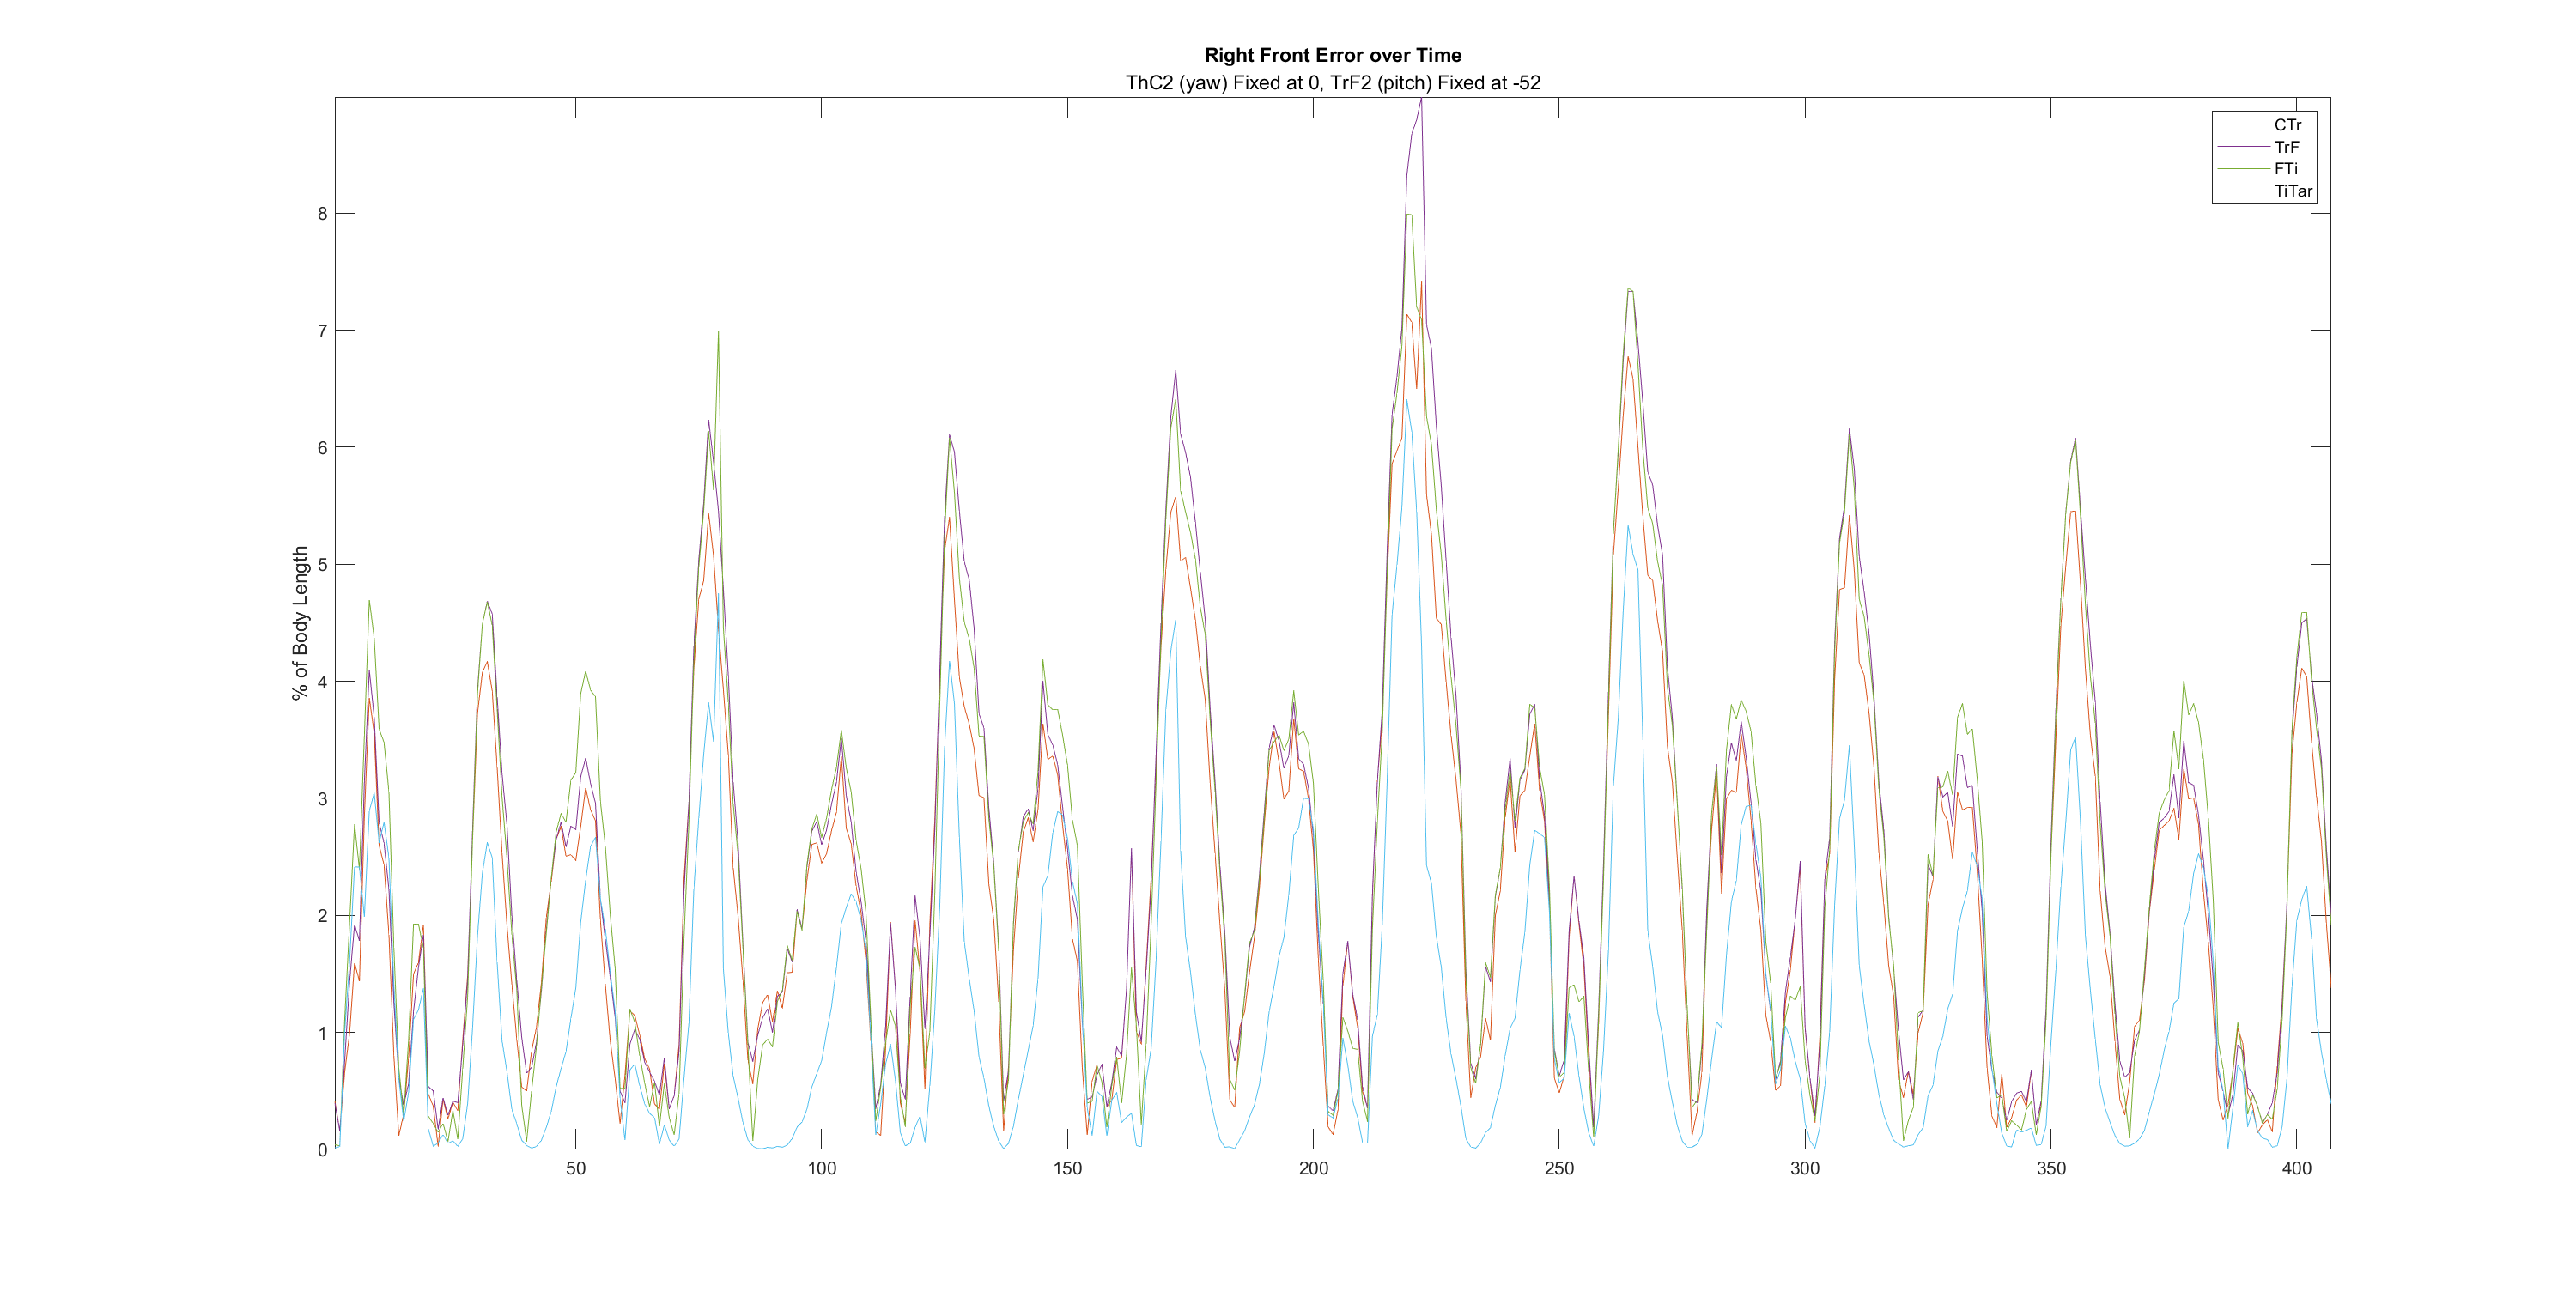 Right Front Error over Time
ThC2 (yaw) Fixed at 0, TrF2 (pitch) Fixed at -52
CTr
TrF
FTi
TiTar
% of Body Length
8
7
6
5
4
3
2
1
0
50
100
150
200
250
300
350
400